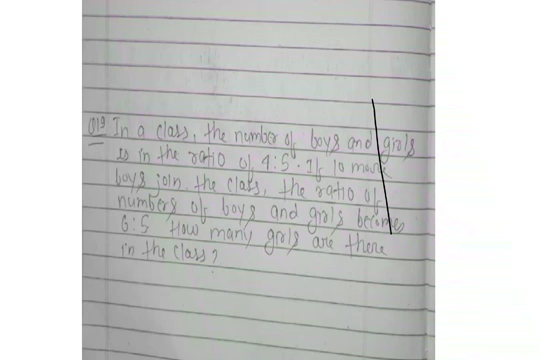 Q19 In a class, the number of boys and girls
is in the ratio of 4:5. If 10 more
boys join the class, the ratio of
numbers of boys and girls becomes
6:5 How many girls are there
in the class?